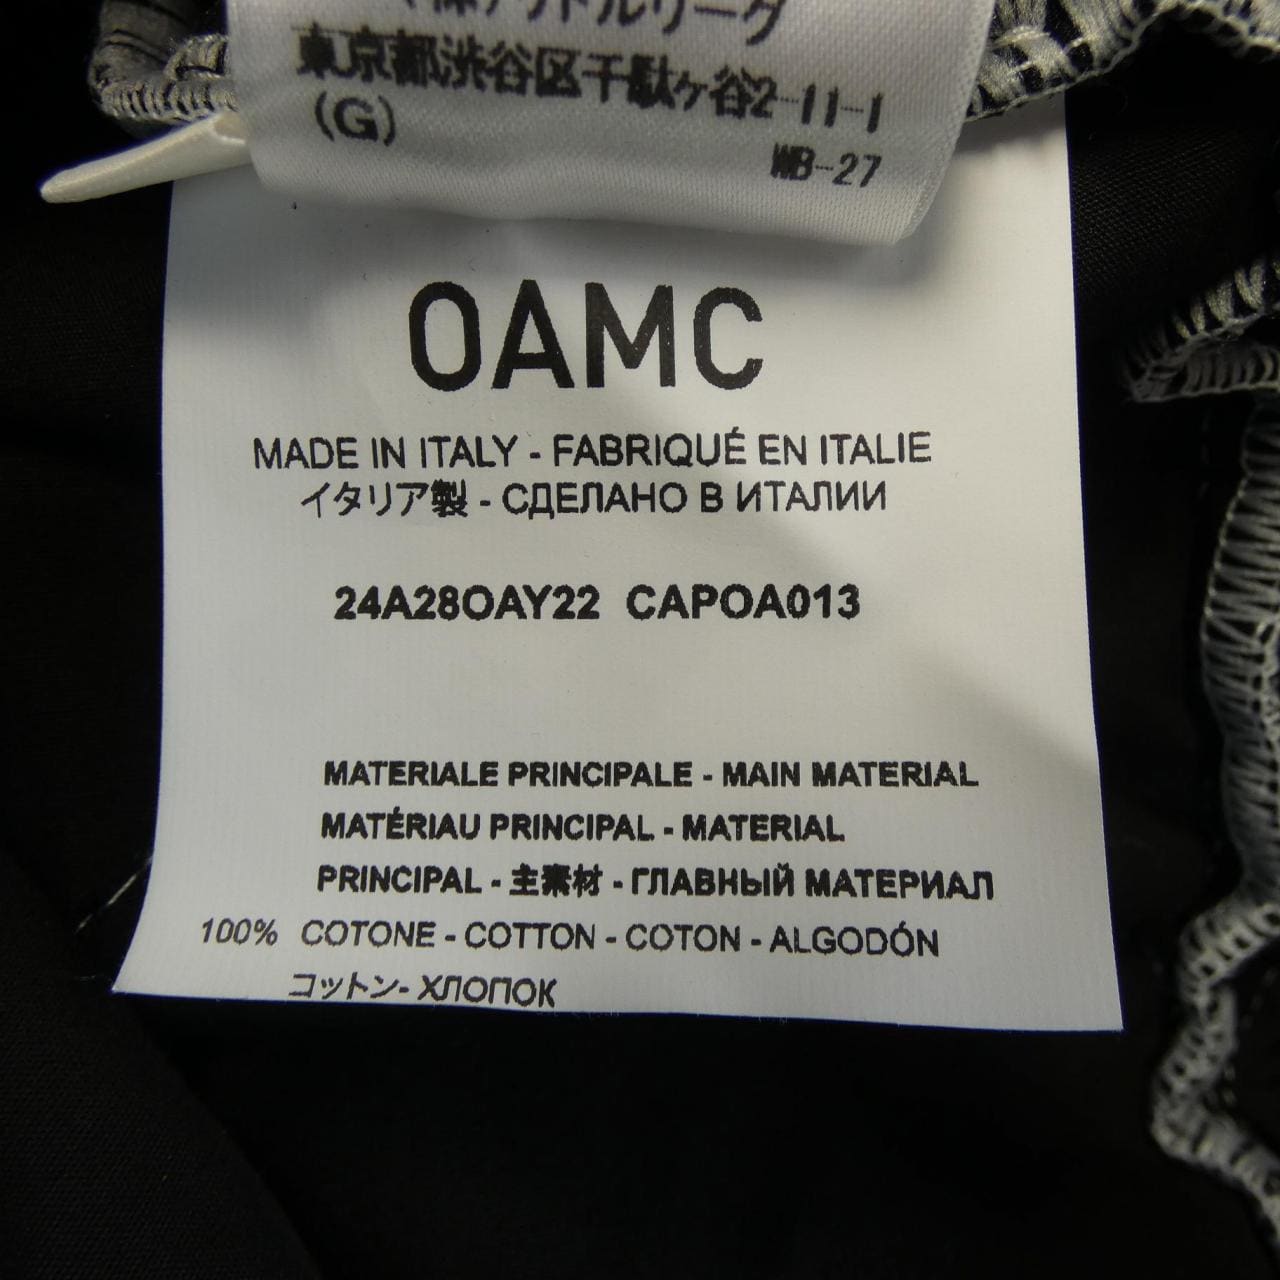 東京都渋谷区千駄ヶ谷2-11-1
(G)
WB-27
OAMC
MADE IN ITALY - FABRIQUÉ EN ITALIE
イタリア製 - СДЕЛАНО В ИТАЛИИ
24A28OAY22 CAPOA013
MATERIALE PRINCIPALE - MAIN MATERIAL
MATÉRIAU PRINCIPAL - MATERIAL
PRINCIPAL - 主素材 - ГЛАВНЫЙ МАТЕРИАЛ
100% COTONE - COTTON - COTON - ALGODÓN
コットン- ХЛОПОК